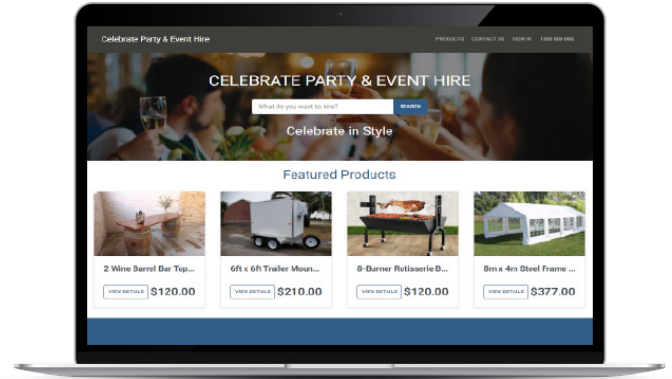 Celebrate Party & Event Hire
PRODUCTS CONTACT US SIGN-IN 1300 000 000
CELEBRATE PARTY & EVENT HIRE
What do you want to hire? SEARCH
Celebrate in Style
Featured Products
2 Wine Barrel Bar Top...
6ft x 6ft Trailer Moun...
8-Burner Rotisserie B...
8m x 4m Steel Frame ...
VIEW DETAILS $120.00
VIEW DETAILS $210.00
VIEW DETAILS $120.00
VIEW DETAILS $377.00